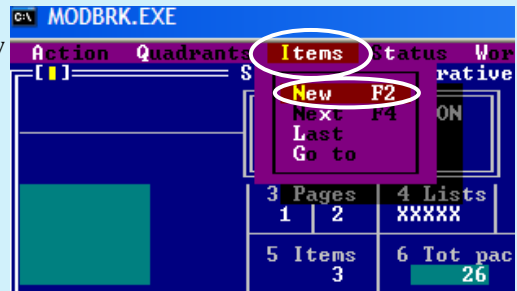 MODBRK.EXE
y
Action Quadrants Items Status Wor
S rative
New F2
Next F4 ON
Last
Go to
3 Pages 4 Lists
1 2 XXXXX
5 Items 6 Tot pac
3 26